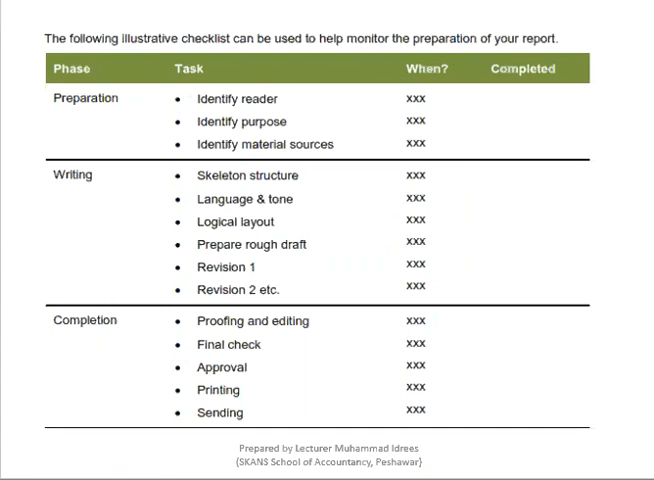 The following illustrative checklist can be used to help monitor the preparation of your report.
Phase Task When? Completed
Preparation • Identify reader xxx
• Identify purpose xxx
• Identify material sources xxx
Writing • Skeleton structure xxx
• Language & tone xxx
• Logical layout xxx
• Prepare rough draft xxx
• Revision 1 xxx
• Revision 2 etc. xxx
Completion • Proofing and editing xxx
• Final check xxx
• Approval xxx
• Printing xxx
• Sending xxx
Prepared by Lecturer Muhammad Idrees
(SKANS School of Accountancy, Peshawar)